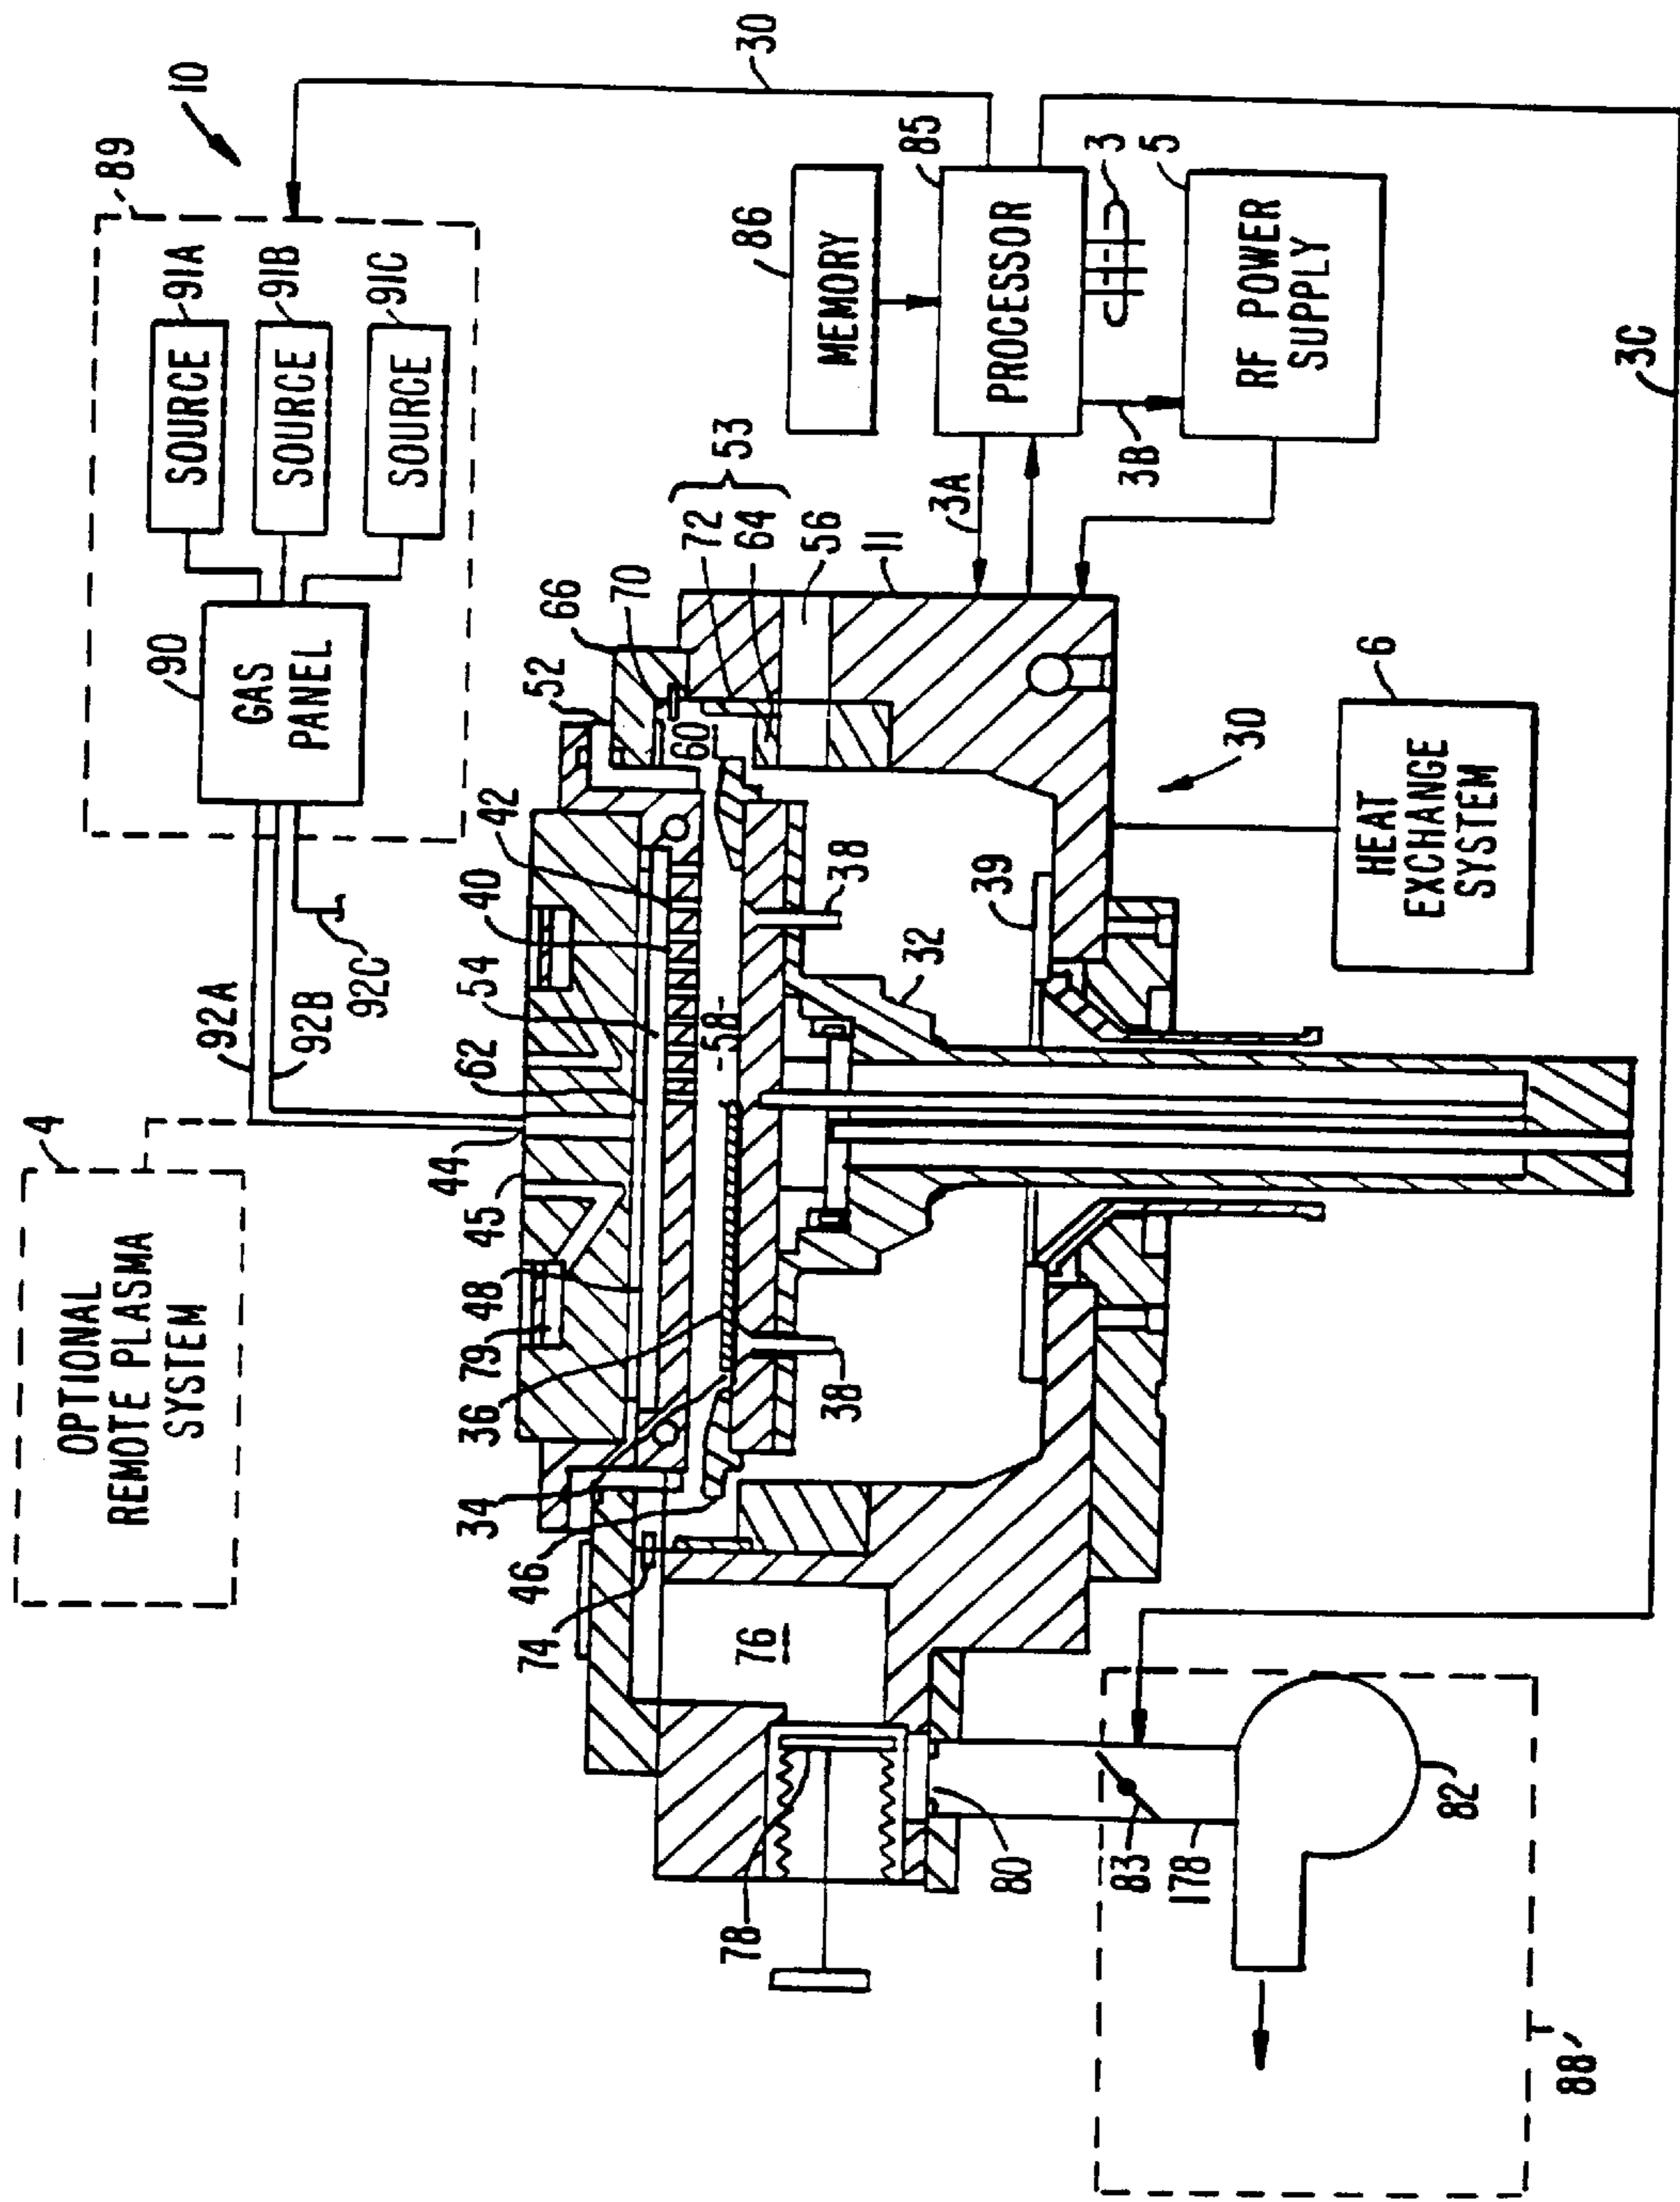 OPTIONAL
REMOTE PLASMA
SYSTEM
4
10
89
SOURCE
91A
SOURCE
91B
SOURCE
91C
90
GAS
PANEL
92A
92B
92C
30
34
46
36
79
48
45
44
62
54
40
42
52
66
70
72
64
53
56
11
60
58
74
76
78
38
38
32
39
80
83
178
82
88
86
MEMORY
85
PROCESSOR
3
3A
3B
5
RF POWER
SUPPLY
3C
30
6
HEAT
EXCHANGE
SYSTEM